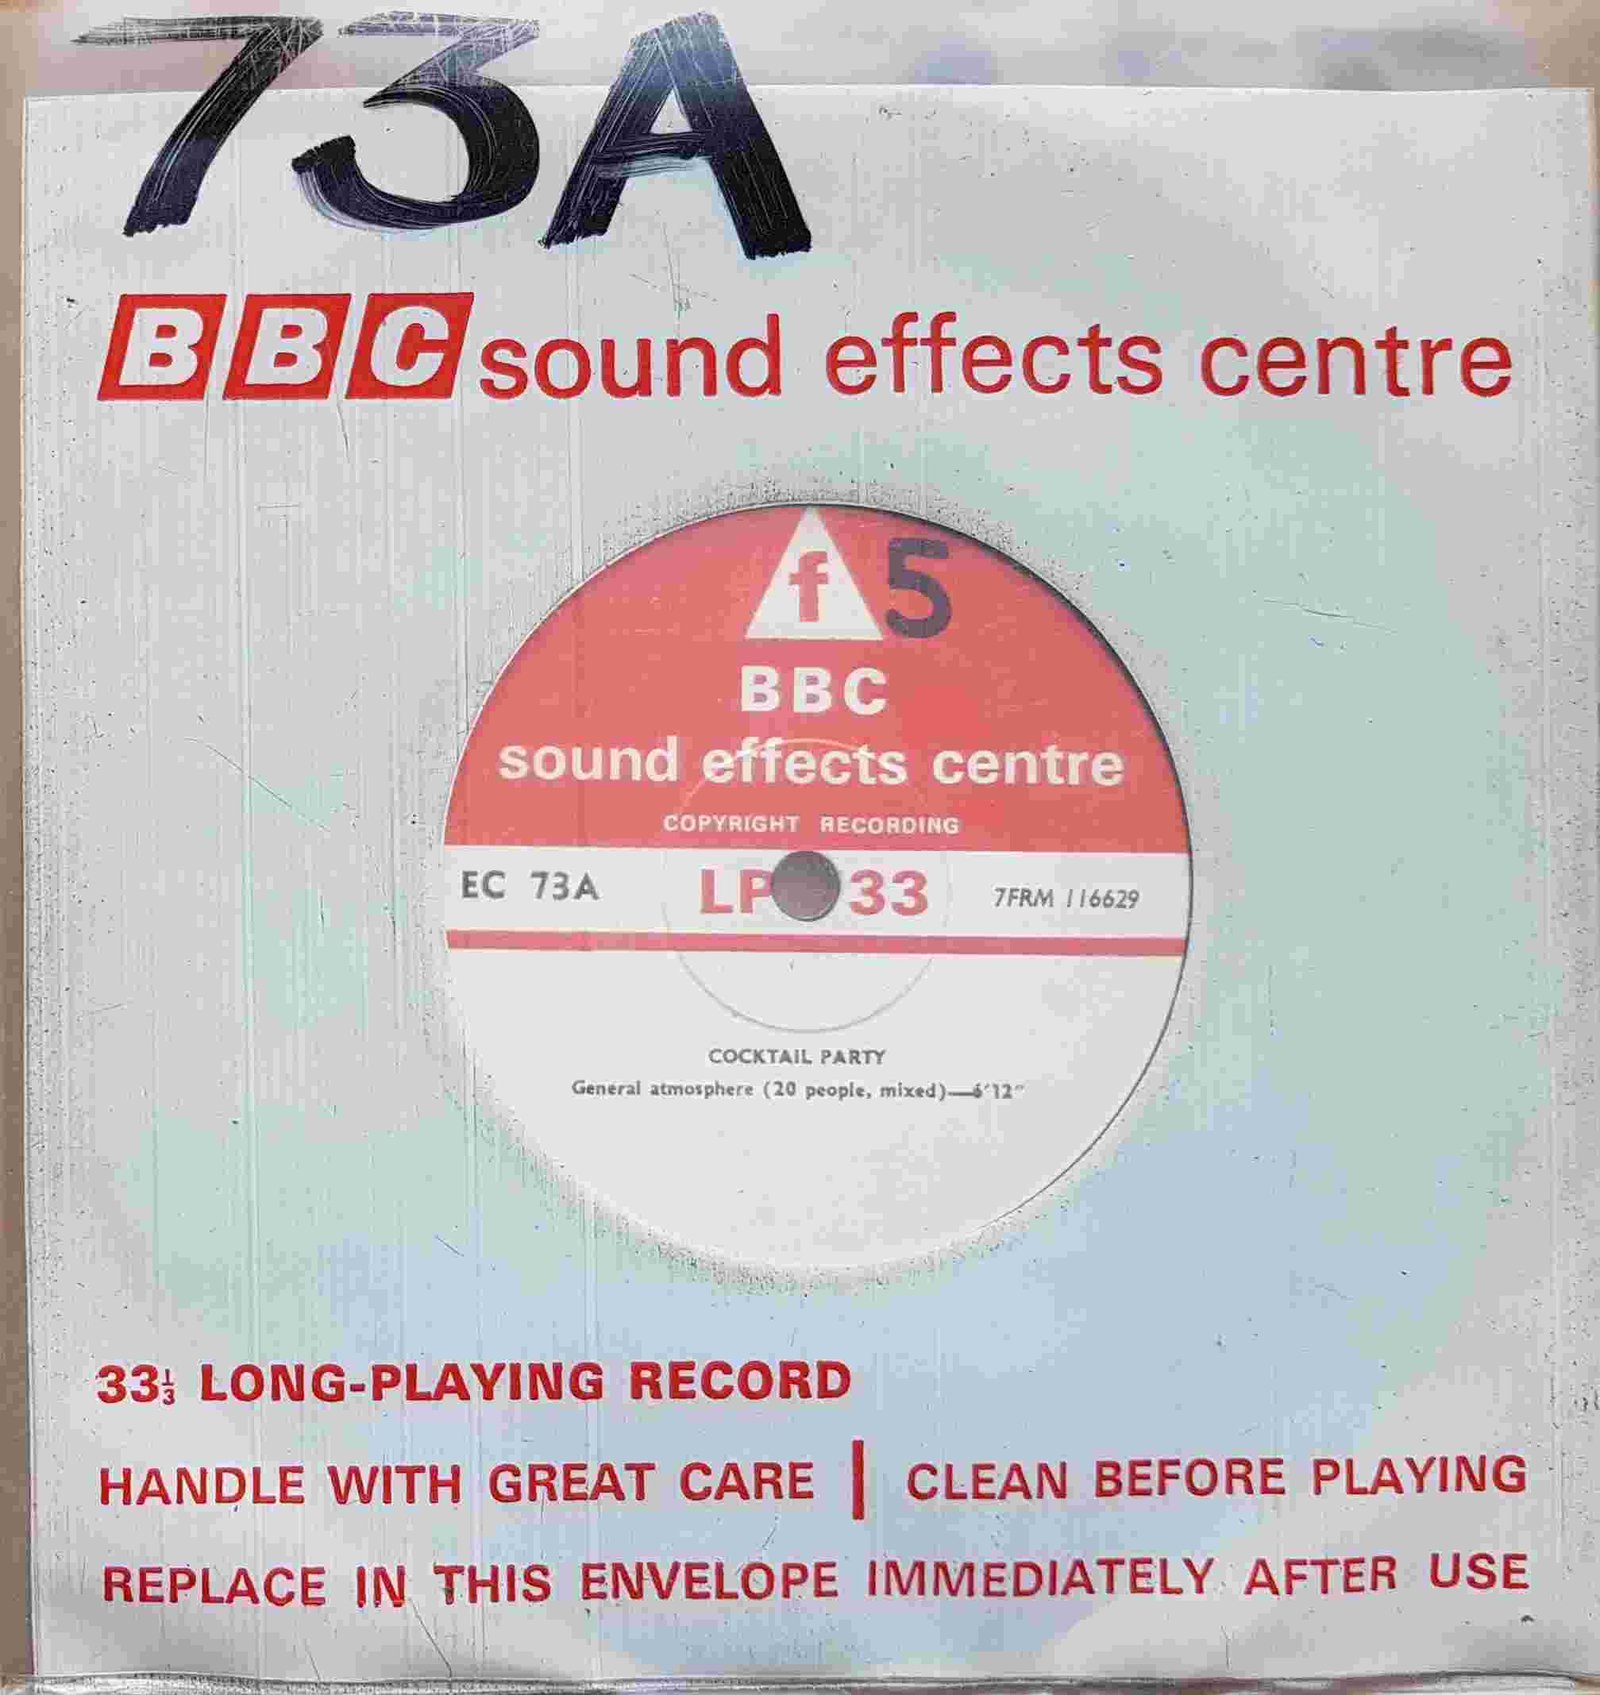 73A
BBC sound effects centre
f 5
BBC
sound effects centre
COPYRIGHT RECORDING
EC 73A LP 33 7FRM 116629
COCKTAIL PARTY
General atmosphere (20 people, mixed)—6'12"
33⅓ LONG-PLAYING RECORD
HANDLE WITH GREAT CARE | CLEAN BEFORE PLAYING
REPLACE IN THIS ENVELOPE IMMEDIATELY AFTER USE